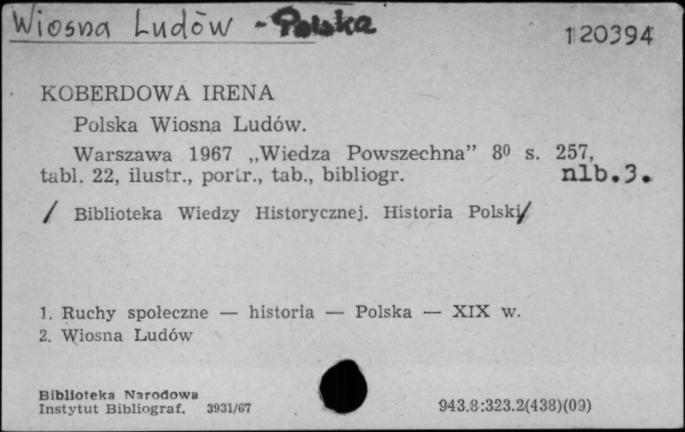 Wiosna Ludów - Polska
120394
KOBERDOWA IRENA
Polska Wiosna Ludów.
Warszawa 1967 „Wiedza Powszechna” 8⁰ s. 257,
tabl. 22, ilustr., portr., tab., bibliogr. nlb.3.
/ Biblioteka Wiedzy Historycznej. Historia Polski/
1. Ruchy społeczne — historia — Polska — XIX w.
2. Wiosna Ludów
Biblioteka Narodowa
Instytut Bibliograf. 3931/67
943.8:323.2(438)(09)